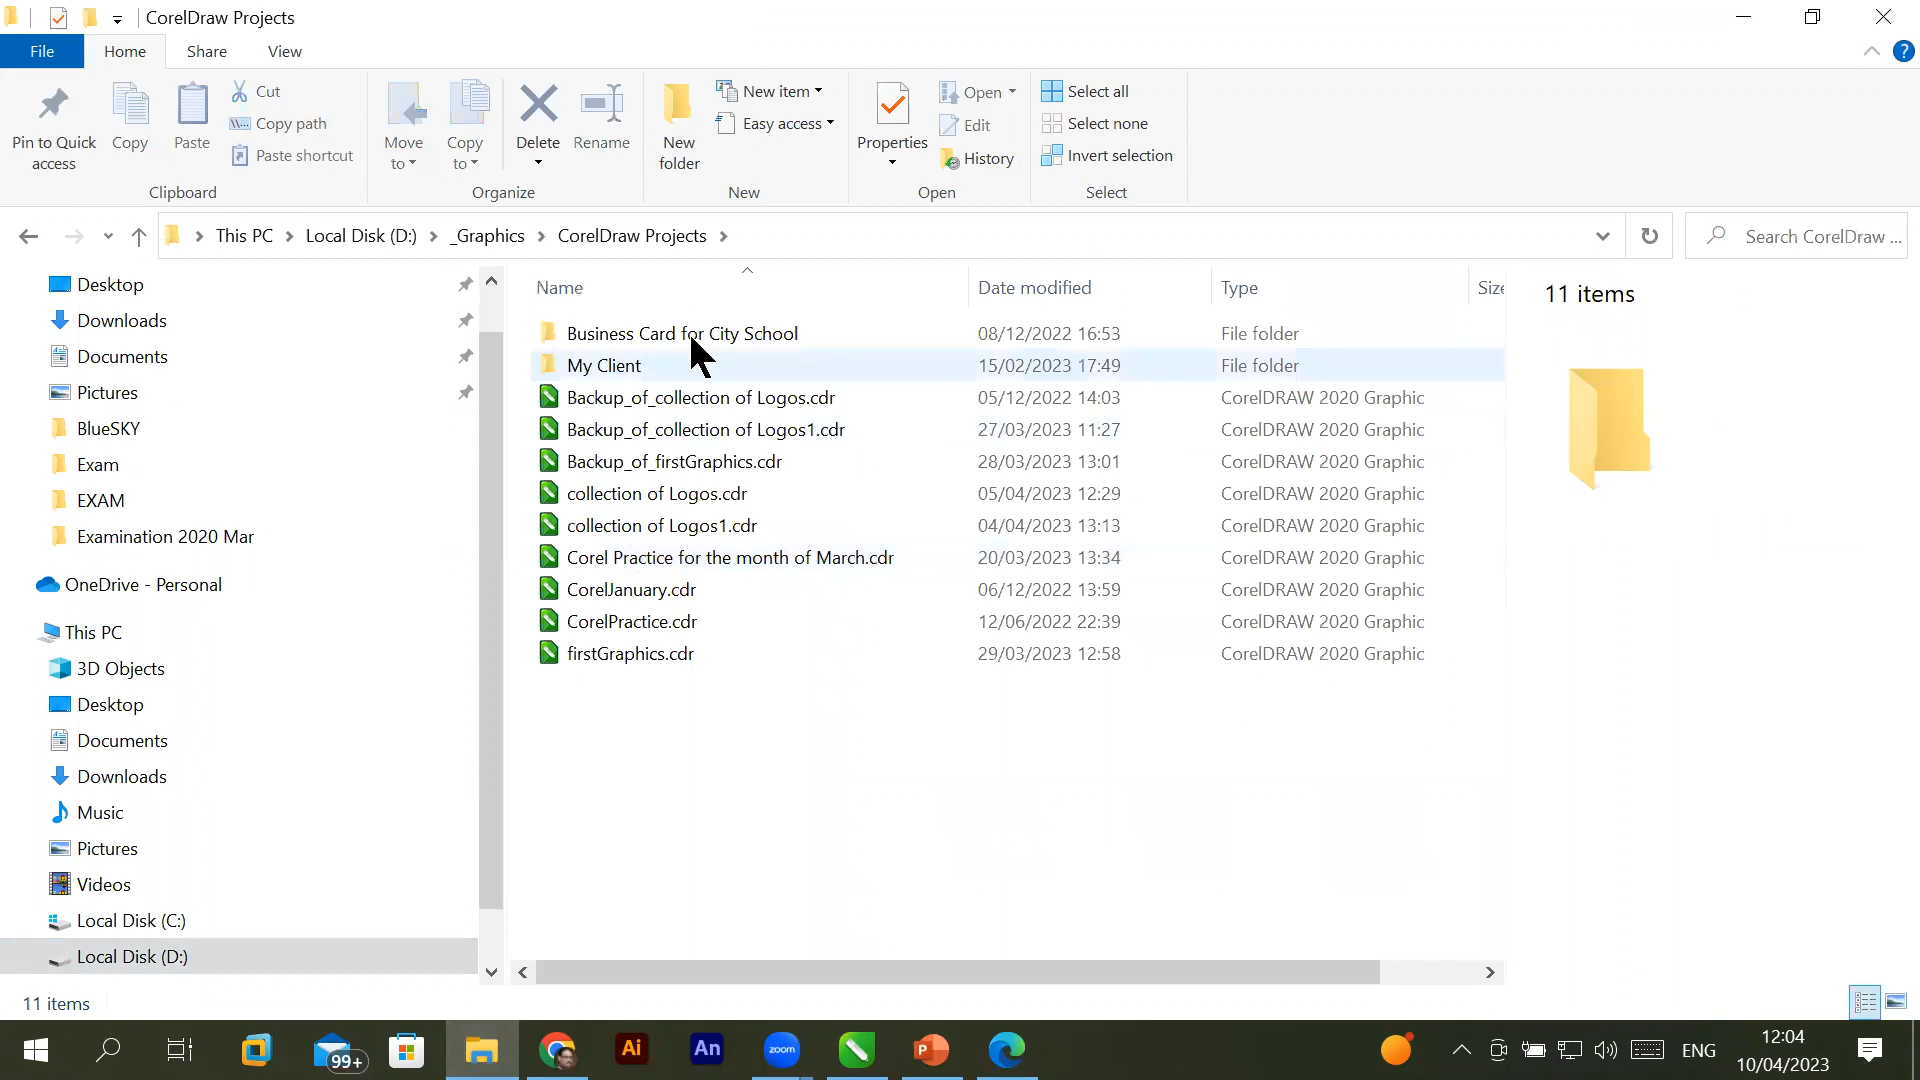 CorelDraw Projects
File
Home
Share
View
?
Pin to Quick access
Copy
Paste
Cut
Copy path
Paste shortcut
Clipboard
Move to
Copy to
Delete
Rename
Organize
New folder
New item
Easy access
New
Properties
Open
Edit
History
Open
Select all
Select none
Invert selection
Select
This PC > Local Disk (D:) > _Graphics > CorelDraw Projects >
Search CorelDraw ...
Desktop
Downloads
Documents
Pictures
BlueSKY
Exam
EXAM
Examination 2020 Mar
OneDrive - Personal
This PC
3D Objects
Desktop
Documents
Downloads
Music
Pictures
Videos
Local Disk (C:)
Local Disk (D:)
Name Date modified Type Size
Business Card for City School 08/12/2022 16:53 File folder
My Client 15/02/2023 17:49 File folder
Backup_of_collection of Logos.cdr 05/12/2022 14:03 CorelDRAW 2020 Graphic
Backup_of_collection of Logos1.cdr 27/03/2023 11:27 CorelDRAW 2020 Graphic
Backup_of_firstGraphics.cdr 28/03/2023 13:01 CorelDRAW 2020 Graphic
collection of Logos.cdr 05/04/2023 12:29 CorelDRAW 2020 Graphic
collection of Logos1.cdr 04/04/2023 13:13 CorelDRAW 2020 Graphic
Corel Practice for the month of March.cdr 20/03/2023 13:34 CorelDRAW 2020 Graphic
CorelJanuary.cdr 06/12/2022 13:59 CorelDRAW 2020 Graphic
CorelPractice.cdr 12/06/2022 22:39 CorelDRAW 2020 Graphic
firstGraphics.cdr 29/03/2023 12:58 CorelDRAW 2020 Graphic
11 items
11 items
99+
Ai
An
zoom
ENG
12:04
10/04/2023